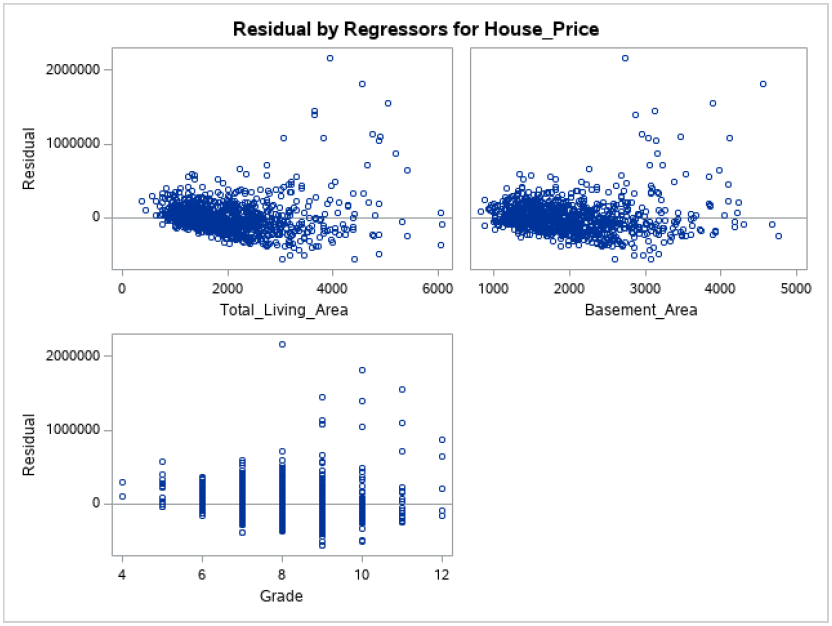 Residual by Regressors for House_Price
Residual
2000000
1000000
0
0 2000 4000 6000
Total_Living_Area
1000 2000 3000 4000 5000
Basement_Area
Residual
2000000
1000000
0
4 6 8 10 12
Grade